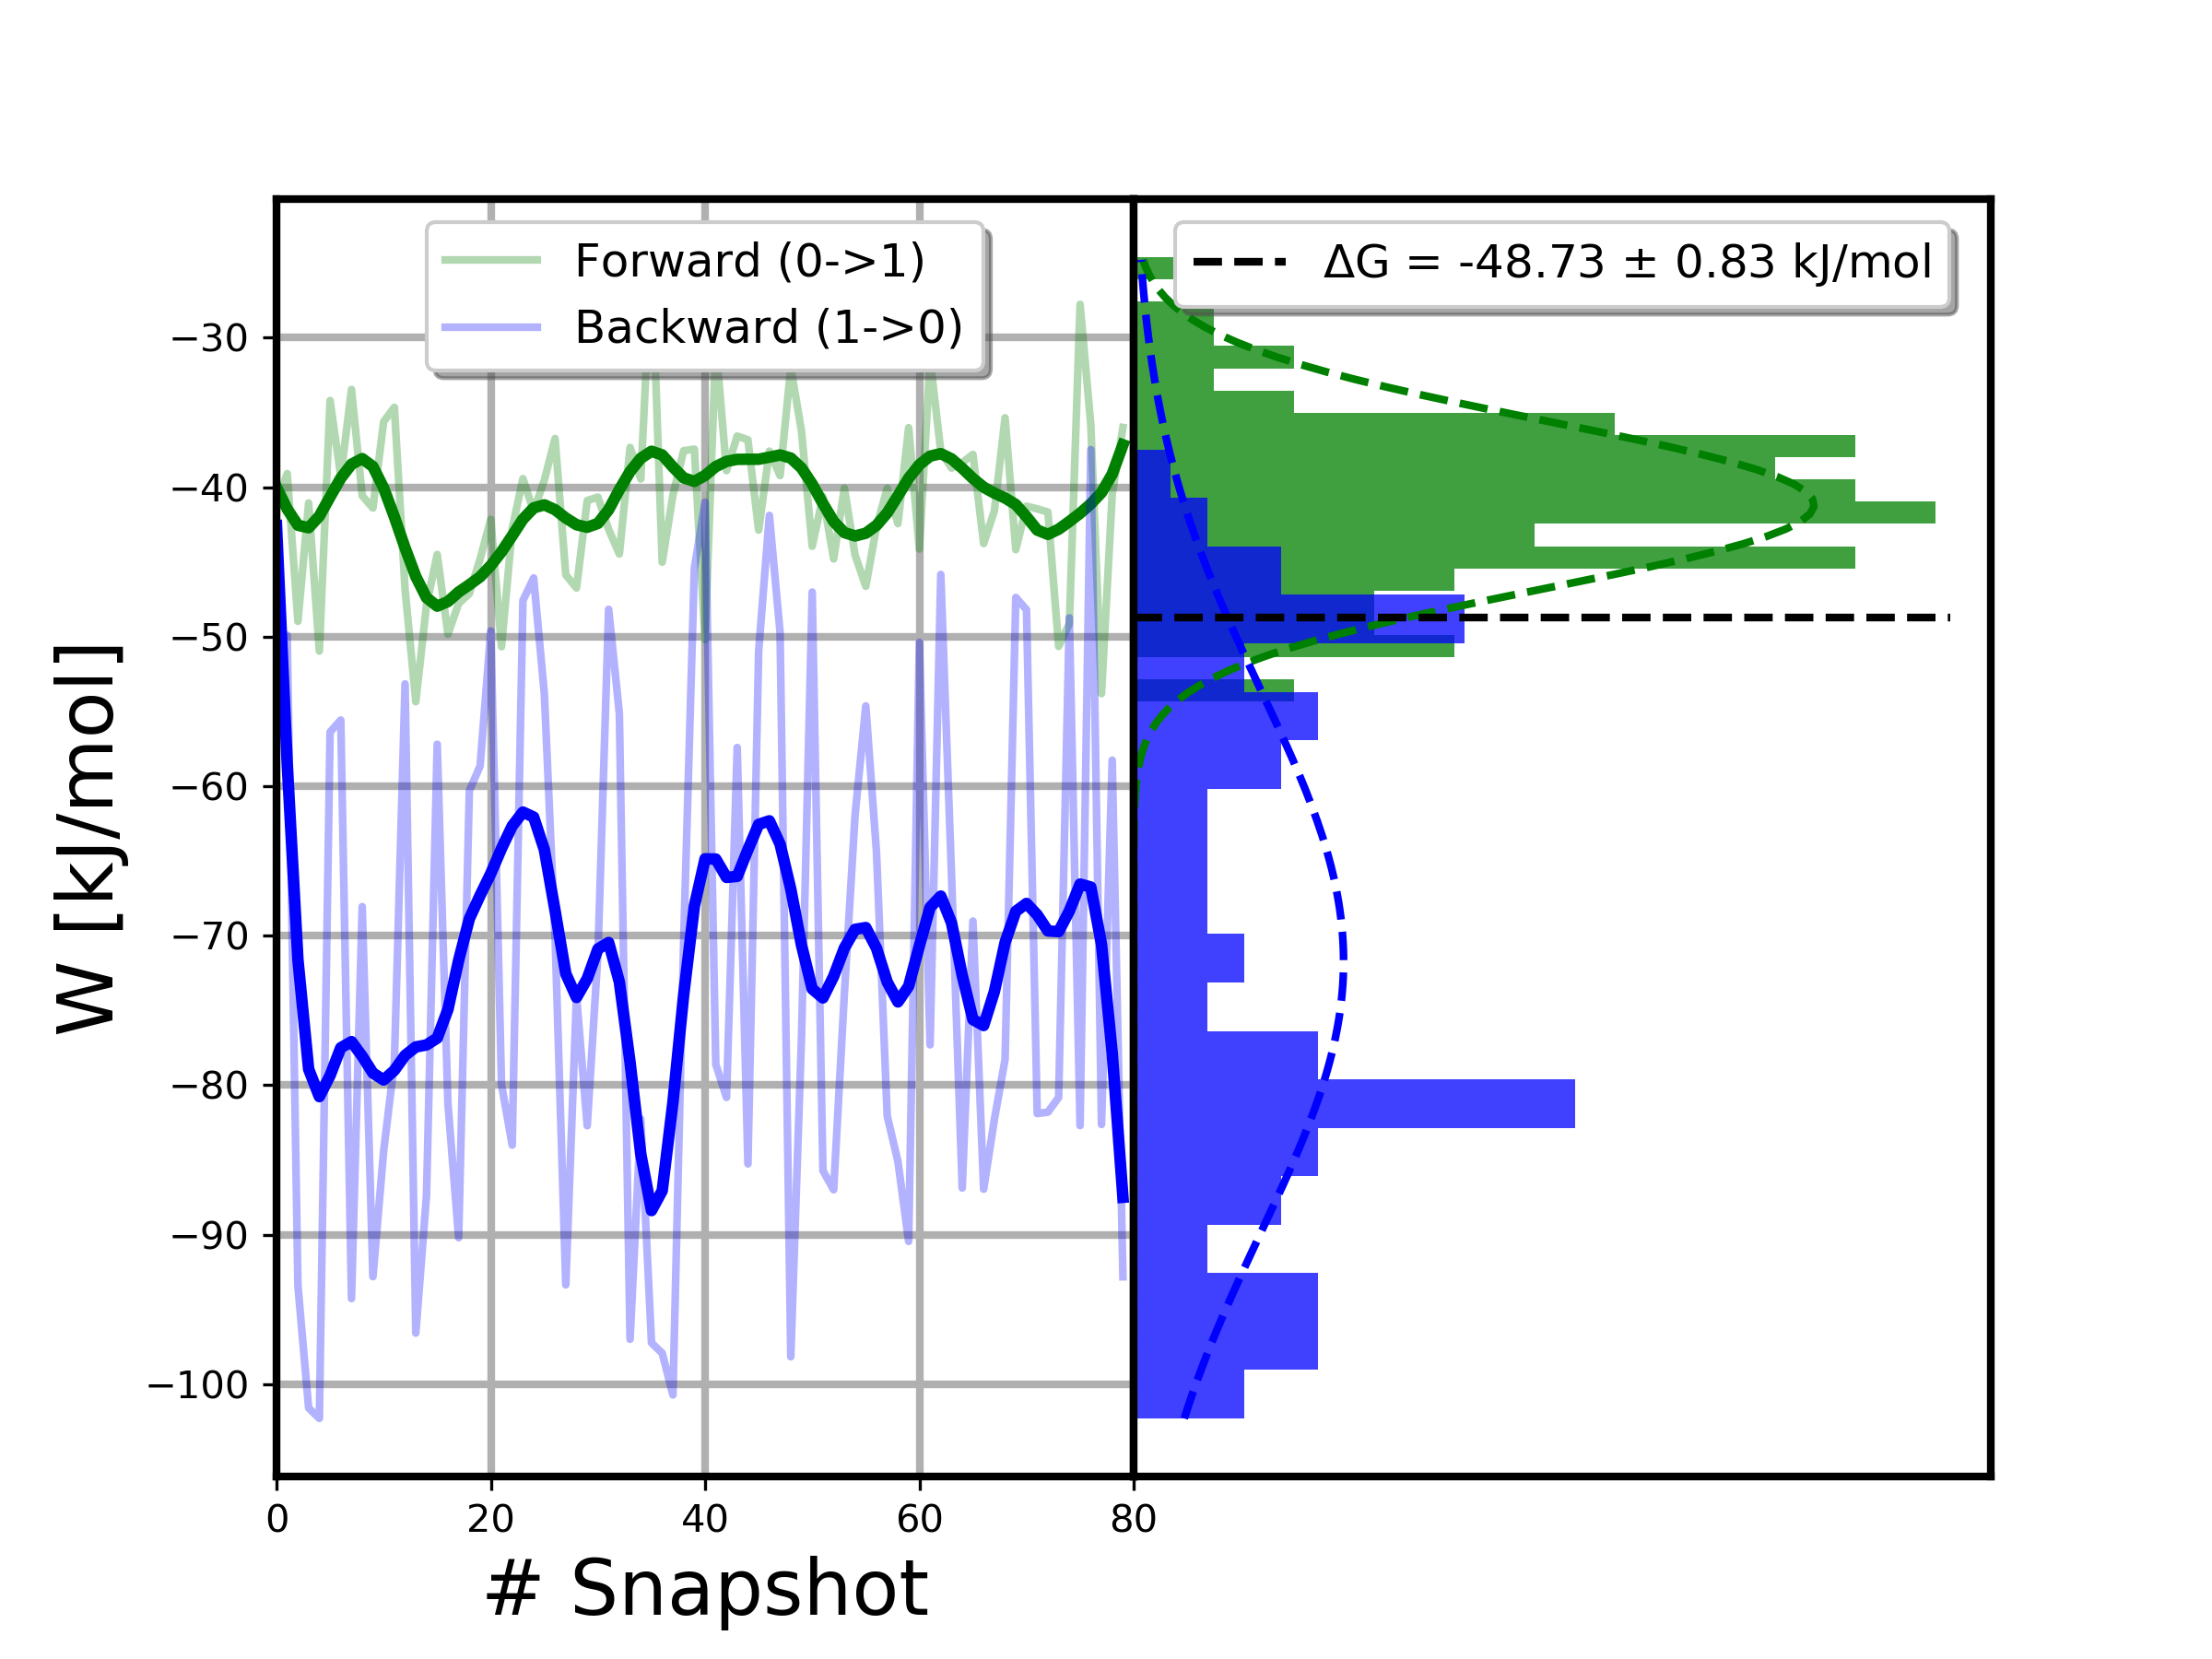 Forward (0->1)
Backward (1->0)
ΔG = -48.73 ± 0.83 kJ/mol
W [kJ/mol]
−30
−40
−50
−60
−70
−80
−90
−100
0 20 40 60 80
# Snapshot